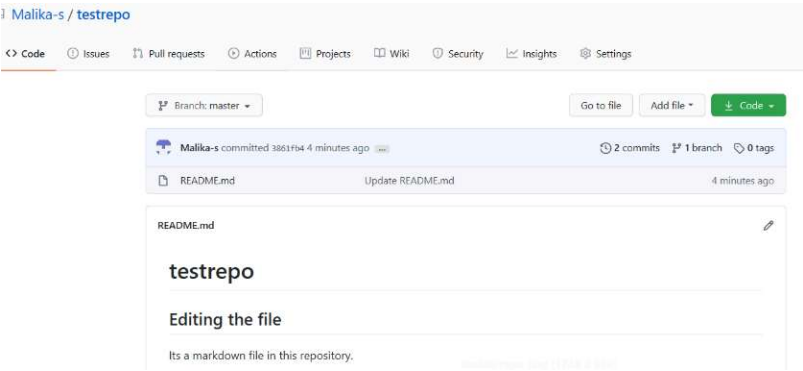 Malika-s / testrepo
<> Code Issues Pull requests Actions Projects Wiki Security Insights Settings
Branch: master Go to file Add file Code
Malika-s committed 3861fb4 4 minutes ago ... 2 commits 1 branch 0 tags
README.md Update README.md 4 minutes ago
README.md
testrepo
Editing the file
Its a markdown file in this repository.